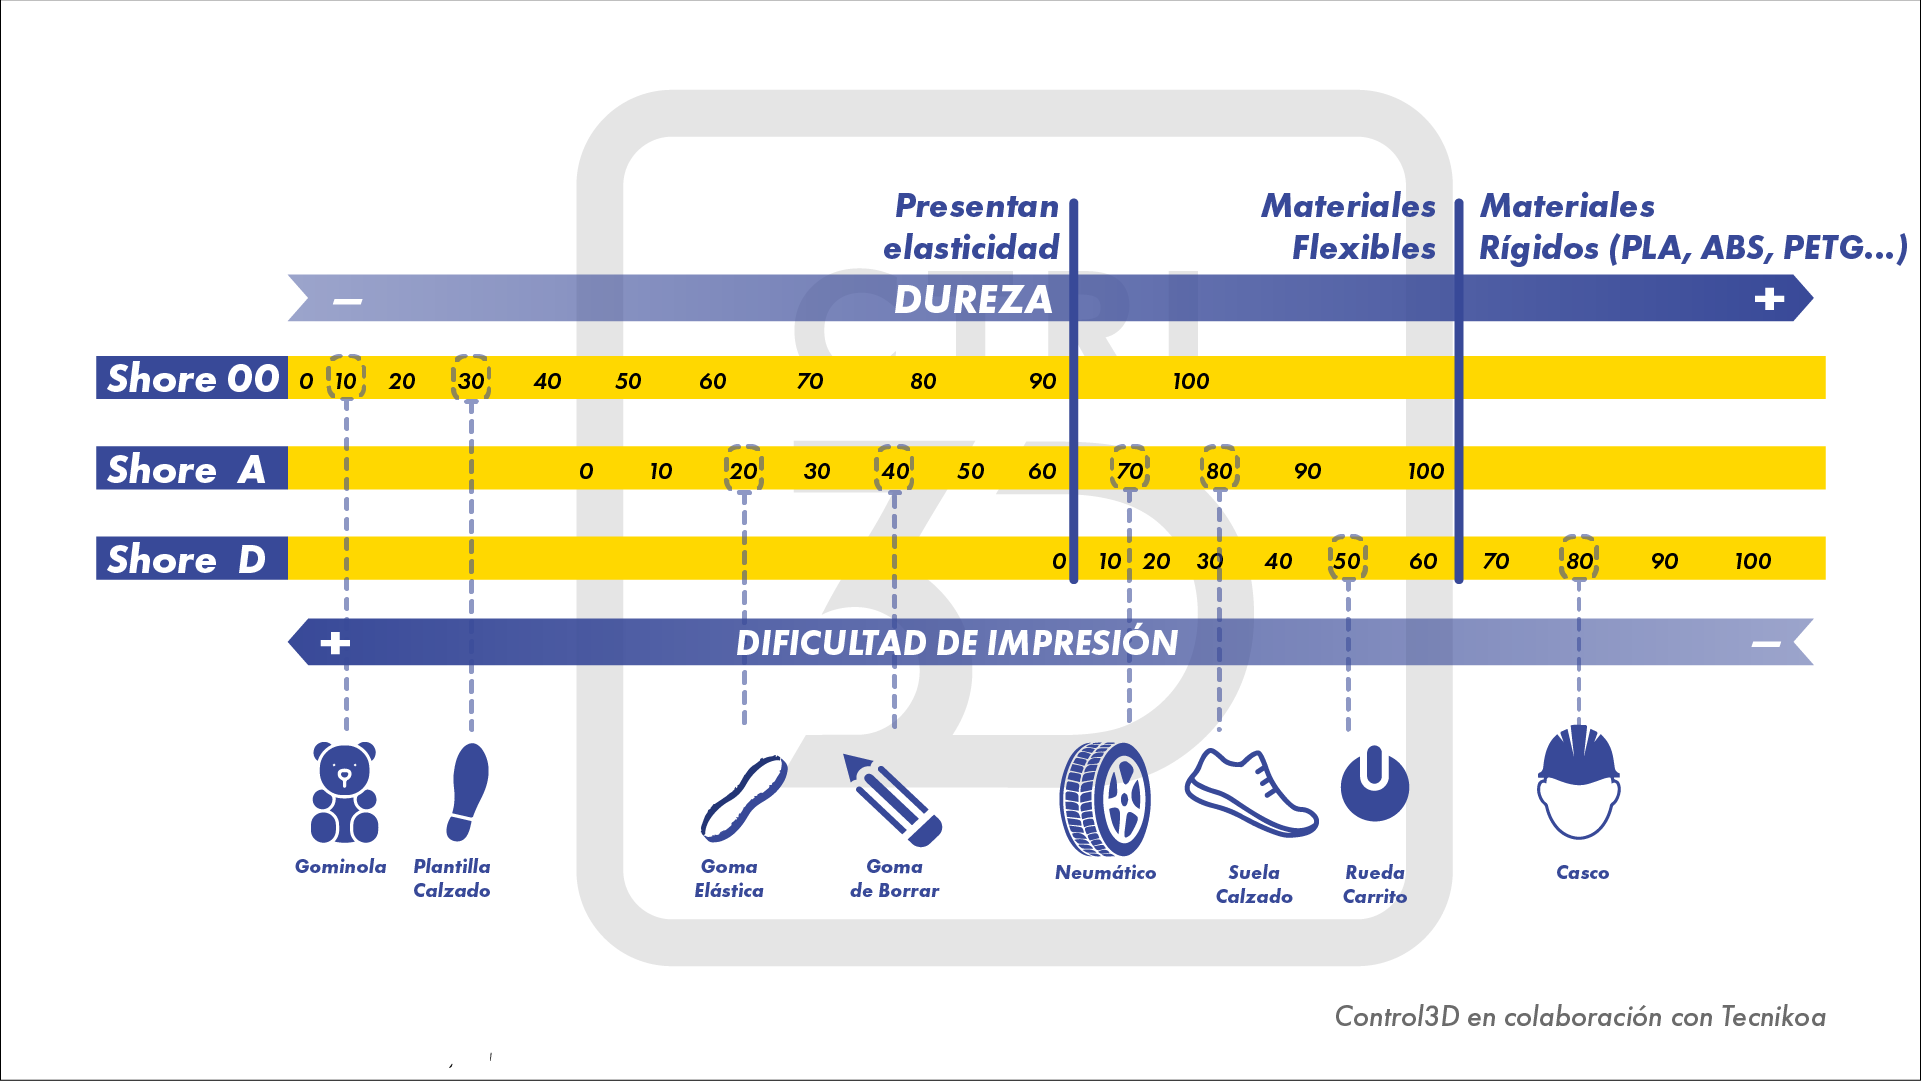 Presentan
elasticidad
Materiales
Flexibles
Materiales
Rígidos (PLA, ABS, PETG...)
– DUREZA +
Shore 00 0 10 20 30 40 50 60 70 80 90 100
Shore A 0 10 20 30 40 50 60 70 80 90 100
Shore D 0 10 20 30 40 50 60 70 80 90 100
+ DIFICULTAD DE IMPRESIÓN –
Gominola
Plantilla
Calzado
Goma
Elástica
Goma
de Borrar
Neumático
Suela
Calzado
Rueda
Carrito
Casco
CTRL
3D
Control3D en colaboración con Tecnikoa